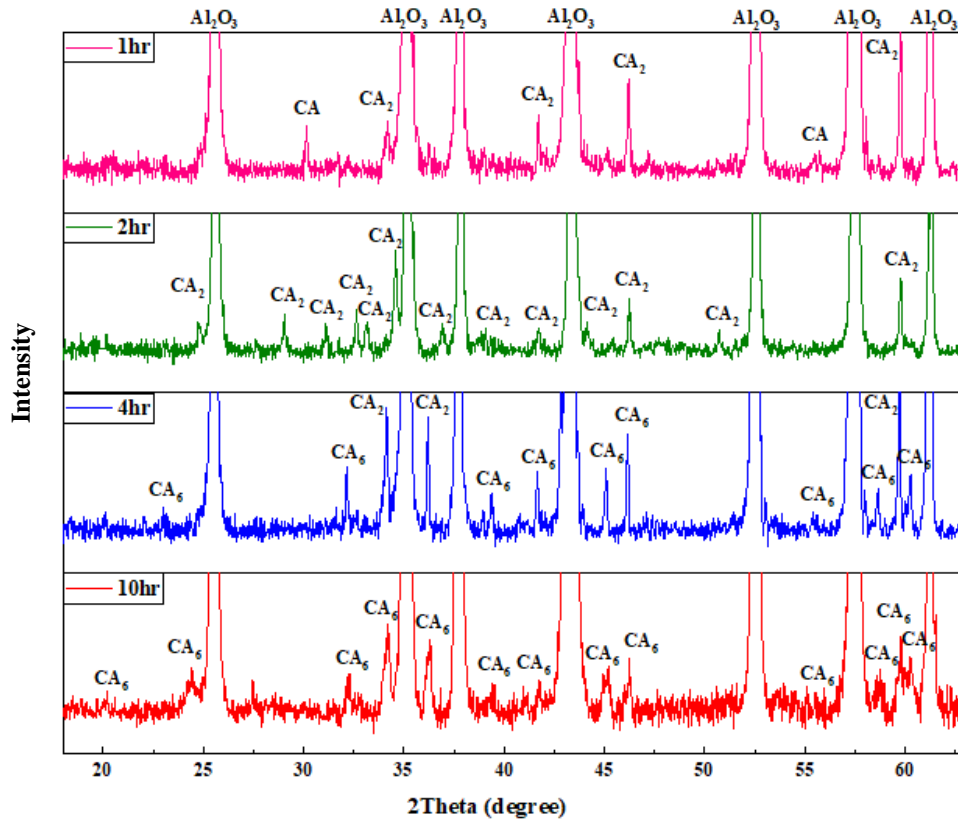 Al₂O₃ Al₂O₃ Al₂O₃ Al₂O₃ Al₂O₃ Al₂O₃ Al₂O₃
1hr
CA CA₂ CA₂ CA₂ CA CA₂
2hr
CA₂ CA₂ CA₂ CA₂ CA₂ CA₂ CA₂ CA₂ CA₂ CA₂ CA₂ CA₂ CA₂
4hr
CA₆ CA₆ CA₂ CA₂ CA₆ CA₆ CA₆ CA₆ CA₆ CA₆ CA₂ CA₆
10hr
CA₆ CA₆ CA₆ CA₆ CA₆ CA₆ CA₆ CA₆ CA₆ CA₆ CA₆ CA₆ CA₆
Intensity
20 25 30 35 40 45 50 55 60
2Theta (degree)